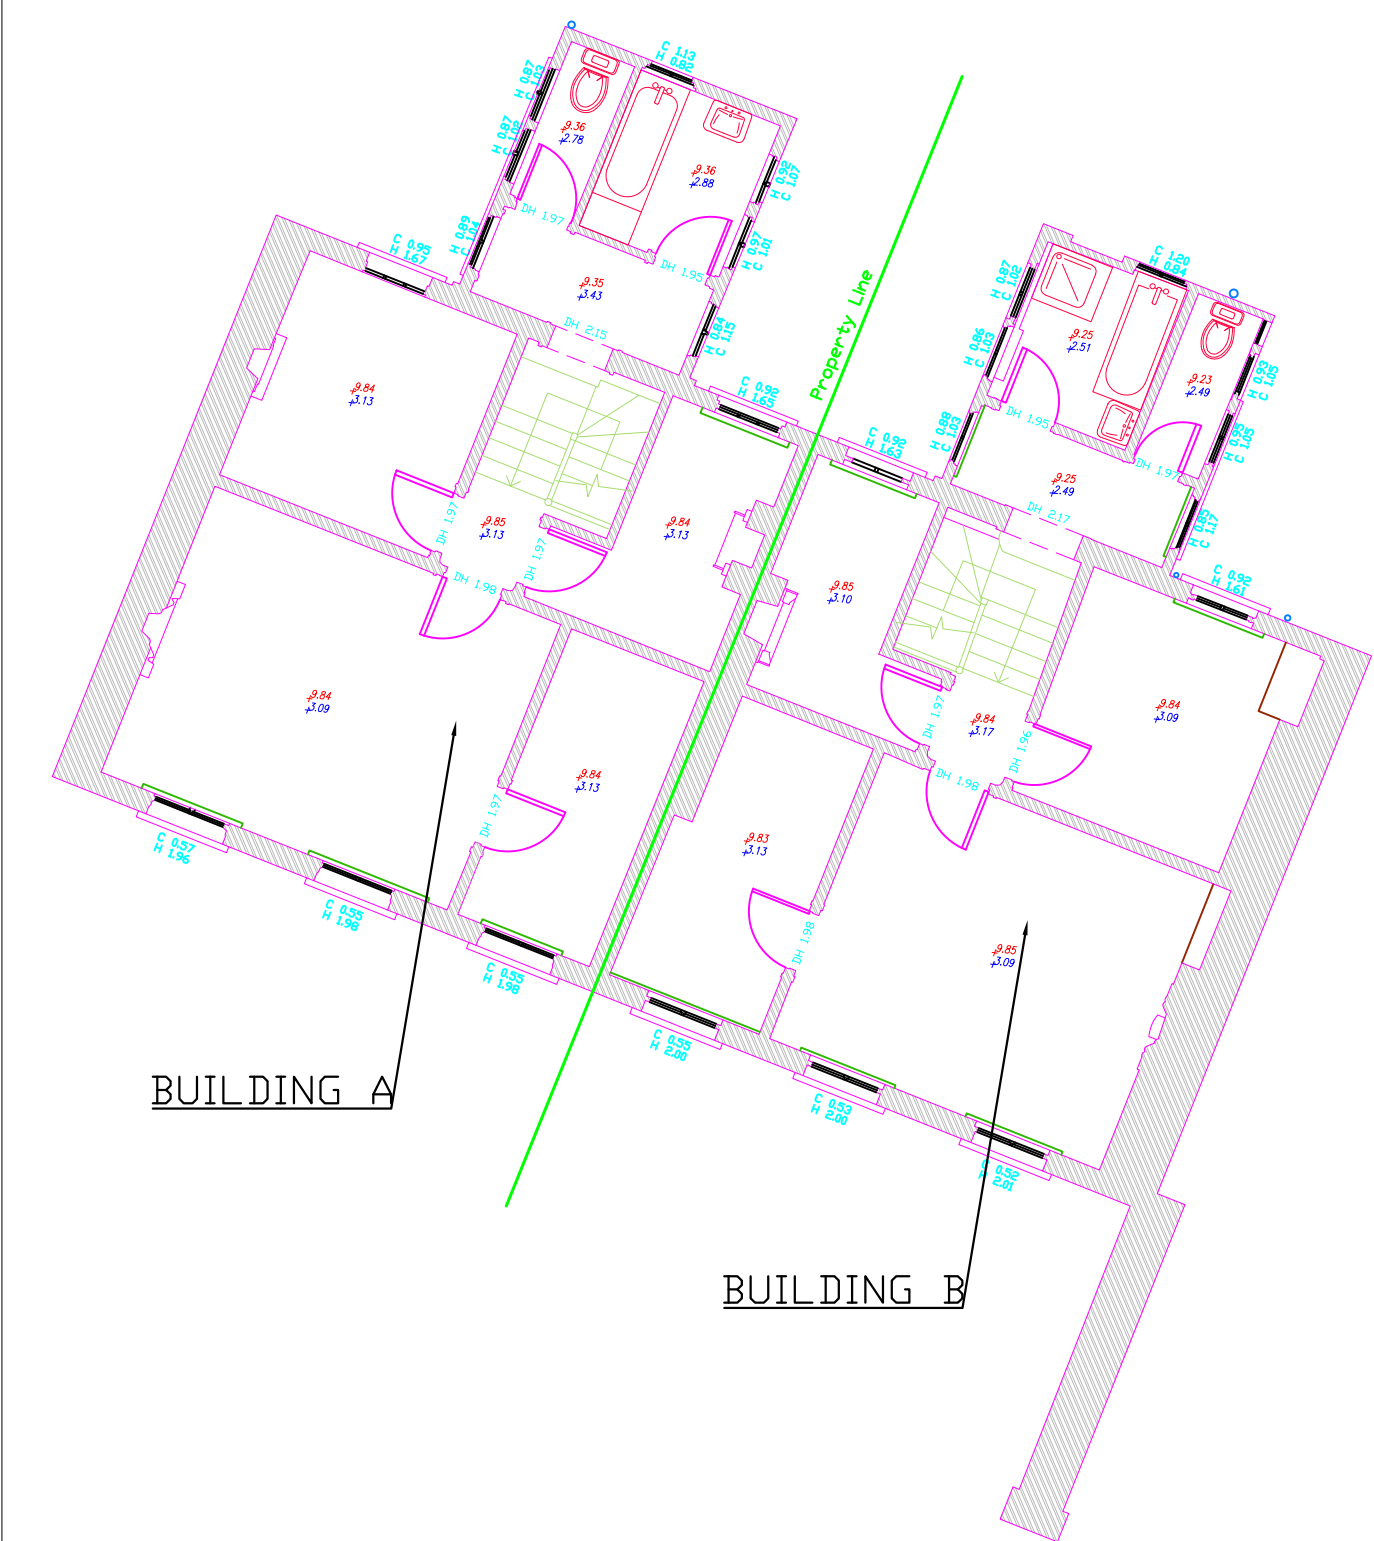 C 1.13
H 0.82
H 0.87
C 1.03
H 0.87
C 1.02
+9.36
+2.78
+9.36
+2.88
H 0.92
C 1.07
DH 1.97
H 0.89
C 1.04
H 0.97
C 1.01
DH 1.95
C 0.95
H 1.67
+9.35
+3.43
DH 2.15
H 0.84
C 1.15
Property Line
C 0.92
H 1.65
+9.84
+3.13
DH 1.97
+9.85
+3.13
DH 1.97
+9.84
+3.13
DH 1.98
+9.84
+3.09
+9.84
+3.13
DH 1.97
C 0.57
H 1.96
C 0.55
H 1.98
C 0.55
H 1.98
BUILDING A
C 1.20
H 0.84
H 0.87
C 1.02
H 0.86
C 1.03
+9.25
+2.51
+9.23
+2.49
H 0.93
C 1.05
DH 1.95
H 0.88
C 1.03
H 0.95
C 1.05
DH 1.97
C 0.92
H 1.63
+9.25
+2.49
DH 2.17
H 0.85
C 1.17
C 0.92
H 1.61
+9.85
+3.10
DH 1.97
+9.84
+3.17
DH 1.96
+9.84
+3.09
DH 1.98
+9.83
+3.13
DH 1.98
+9.85
+3.09
C 0.55
H 2.00
C 0.53
H 2.00
C 0.52
H 2.01
BUILDING B